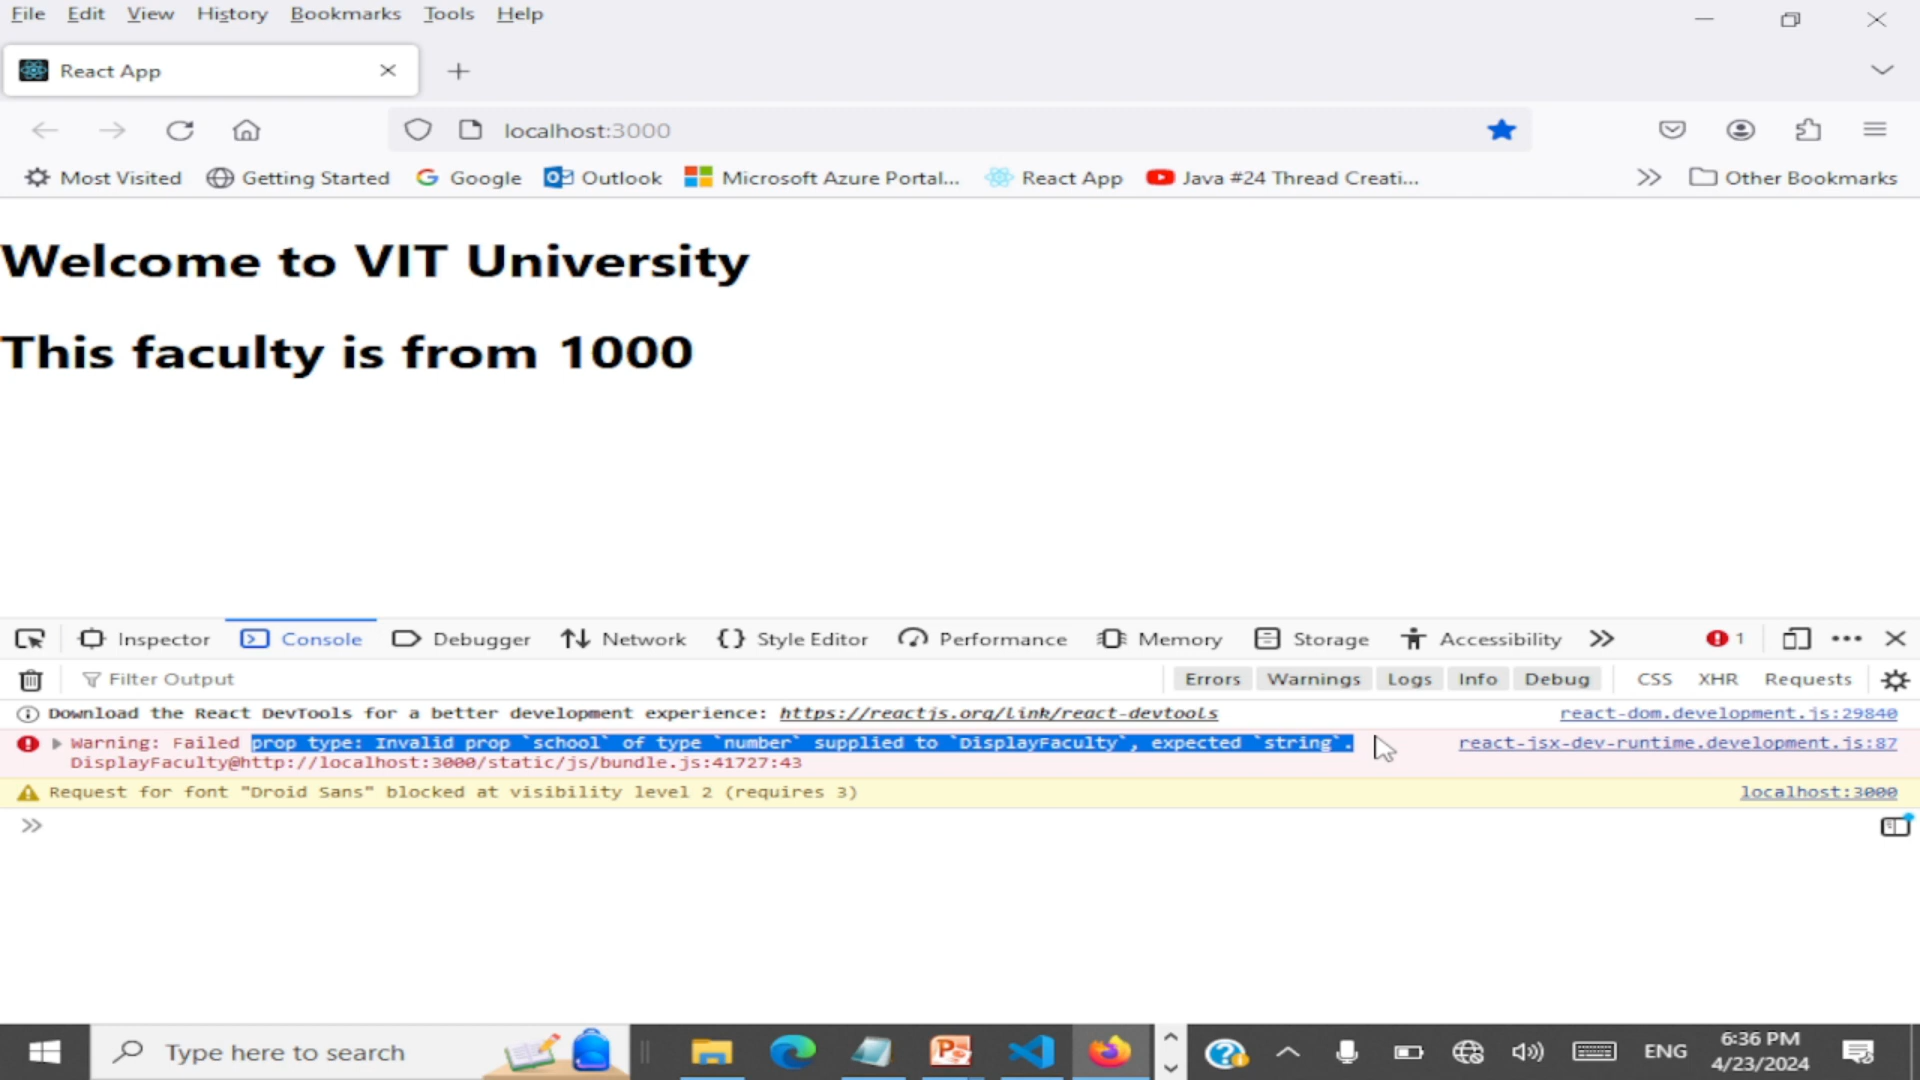 File Edit View History Bookmarks Tools Help
React App
localhost:3000
Most Visited Getting Started Google Outlook Microsoft Azure Portal... React App Java #24 Thread Creati... Other Bookmarks
Welcome to VIT University
This faculty is from 1000
Inspector Console Debugger Network Style Editor Performance Memory Storage Accessibility 1
Filter Output Errors Warnings Logs Info Debug CSS XHR Requests
Download the React DevTools for a better development experience: https://reactjs.org/link/react-devtools react-dom.development.js:29840
Warning: Failed prop type: Invalid prop `school` of type `number` supplied to `DisplayFaculty`, expected `string`. react-jsx-dev-runtime.development.js:87
DisplayFaculty@http://localhost:3000/static/js/bundle.js:41727:43
Request for font "Droid Sans" blocked at visibility level 2 (requires 3) localhost:3000
Type here to search ENG 6:36 PM
4/23/2024